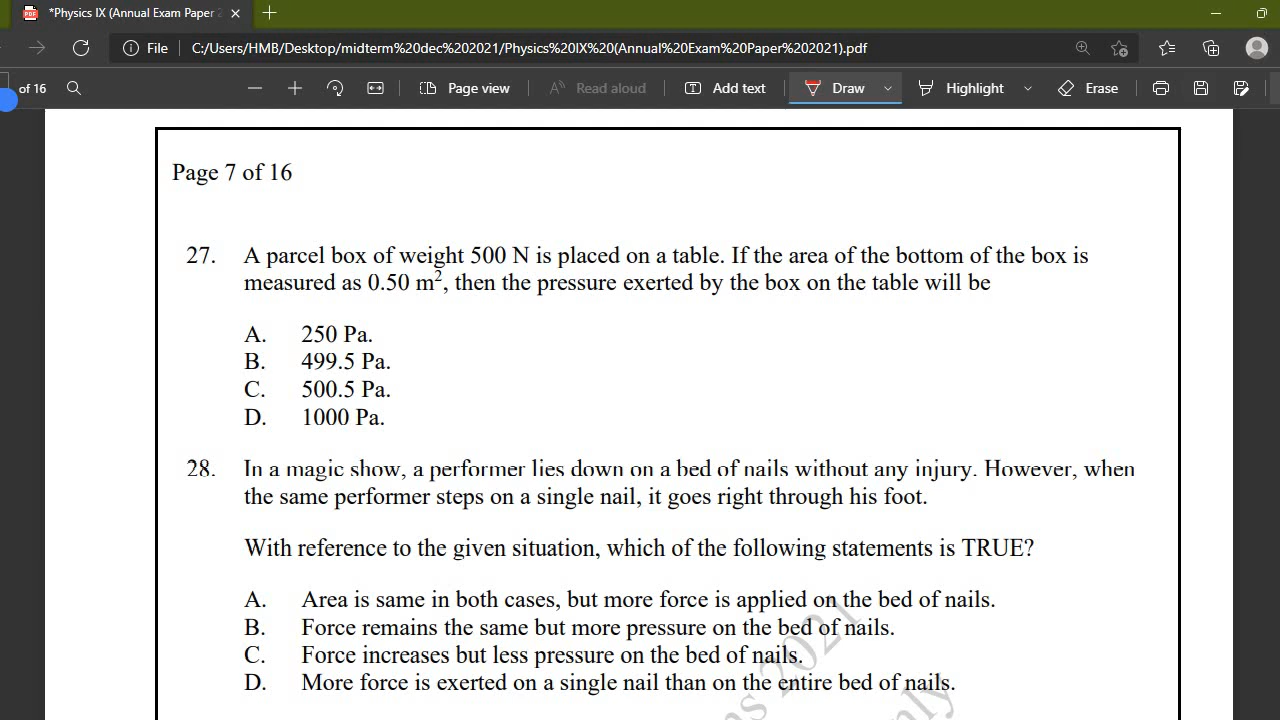 *Physics IX (Annual Exam Paper 2
File C:/Users/HMB/Desktop/midterm%20dec%202021/Physics%20IX%20(Annual%20Exam%20Paper%202021).pdf
of 16 Page view Read aloud Add text Draw Highlight Erase
Page 7 of 16
27. A parcel box of weight 500 N is placed on a table. If the area of the bottom of the box is
measured as 0.50 m², then the pressure exerted by the box on the table will be
A. 250 Pa.
B. 499.5 Pa.
C. 500.5 Pa.
D. 1000 Pa.
28. In a magic show, a performer lies down on a bed of nails without any injury. However, when
the same performer steps on a single nail, it goes right through his foot.
With reference to the given situation, which of the following statements is TRUE?
A. Area is same in both cases, but more force is applied on the bed of nails.
B. Force remains the same but more pressure on the bed of nails.
C. Force increases but less pressure on the bed of nails.
D. More force is exerted on a single nail than on the entire bed of nails.
2021